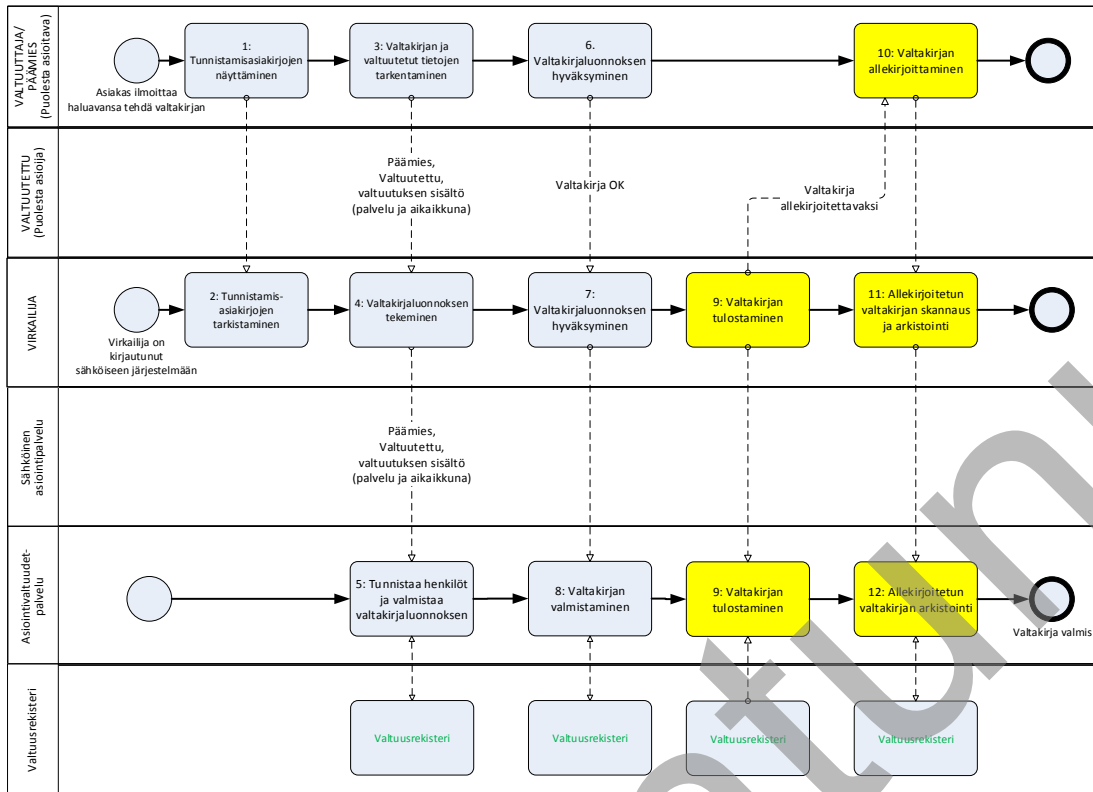 VALTUUTTAJA/
PÄÄMIES
(Puolesta asioitava)
Asiakas ilmoittaa
haluavansa tehdä valtakirjan
1:
Tunnistamisasiakirjojen
näyttäminen
3: Valtakirjan ja
valtuutetut tietojen
tarkentaminen
6.
Valtakirjaluonnoksen
hyväksyminen
10: Valtakirjan
allekirjoittaminen
VALTUUTETTU
(Puolesta asioija)
Päämies,
Valtuutettu,
valtuutuksen sisältö
(palvelu ja aikaikkuna)
Valtakirja OK
Valtakirja
allekirjoitettavaksi
VIRKAILIJA
Virkailija on
kirjautunut
sähköiseen järjestelmään
2: Tunnistamis-
asiakirjojen
tarkistaminen
4: Valtakirjaluonnoksen
tekeminen
7:
Valtakirjaluonnoksen
hyväksyminen
9: Valtakirjan
tulostaminen
11: Allekirjoitetun
valtakirjan skannaus
ja arkistointi
Sähköinen
asiointipalvelu
Päämies,
Valtuutettu,
valtuutuksen sisältö
(palvelu ja aikaikkuna)
Asiointivaltuudet-
palvelu
5: Tunnistaa henkilöt
ja valmistaa
valtakirjaluonnoksen
8: Valtakirjan
valmistaminen
9: Valtakirjan
tulostaminen
12: Allekirjoitetun
valtakirjan arkistointi
Valtakirja valmis
Valtuusrekisteri
Valtuusrekisteri
Valtuusrekisteri
Valtuusrekisteri
Valtuusrekisteri